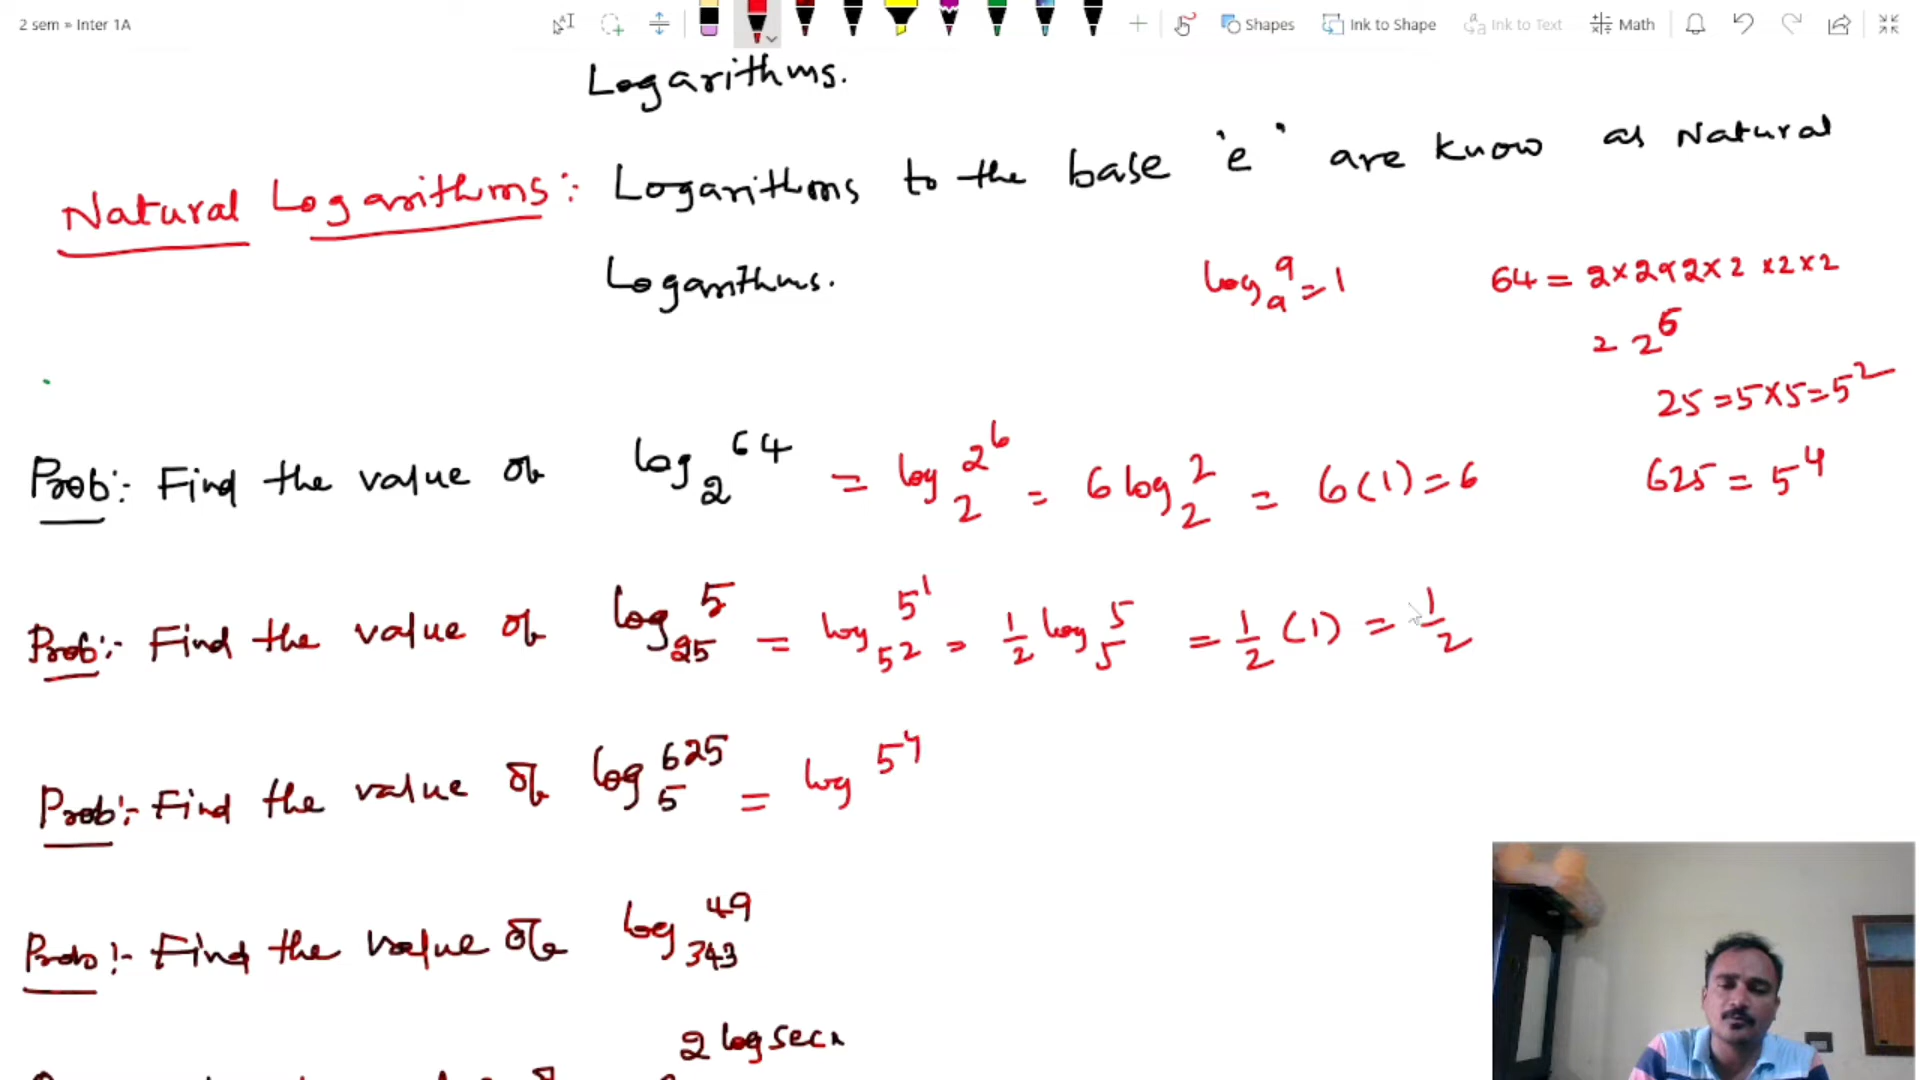 2 sem » Inter 1A
Shapes Ink to Shape Ink to Text Math
Logarithms.
Natural Logarithms: Logarithms to the base 'e' are know as Natural
Logarithms.
log_a^a = 1
64 = 2×2×2×2×2×2
= 2^6
25 = 5×5 = 5^2
625 = 5^4
Prob:- Find the value of log_2^64 = log_2^2^6 = 6 log_2^2 = 6(1) = 6
Prob:- Find the value of log_25^5 = log_5^2^5^1 = 1/2 log_5^5 = 1/2 (1) = 1/2
Prob:- Find the value of log_5^625 = log 5^4
Prob:- Find the value of log_343^49
2 log secx